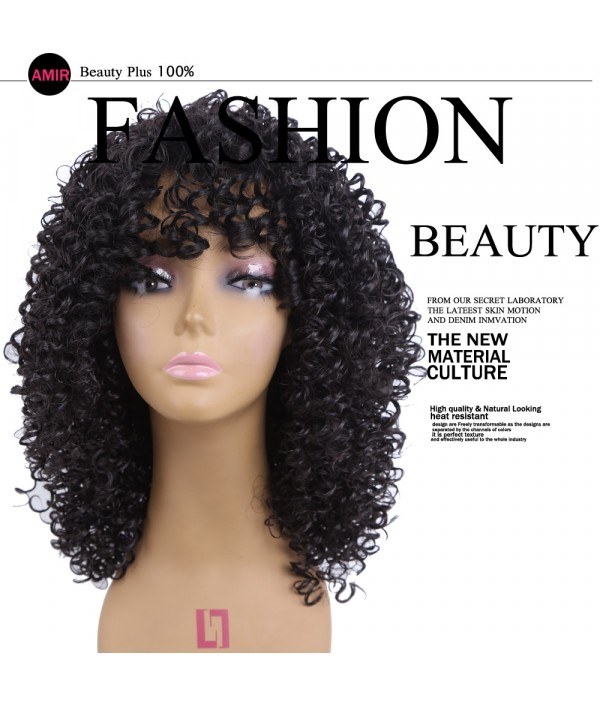 AMIR
Beauty Plus 100%
FASHION
BEAUTY
FROM OUR SECRET LABORATORY
THE LATEEST SKIN MOTION
AND DENIM INMVATION
THE NEW
MATERIAL
CULTURE
High quality & Natural Looking
heat resistant
design are Freely transformable as the designs are
separated by the channels of colors
it is perfect texture
and effectively useful to the whole industry